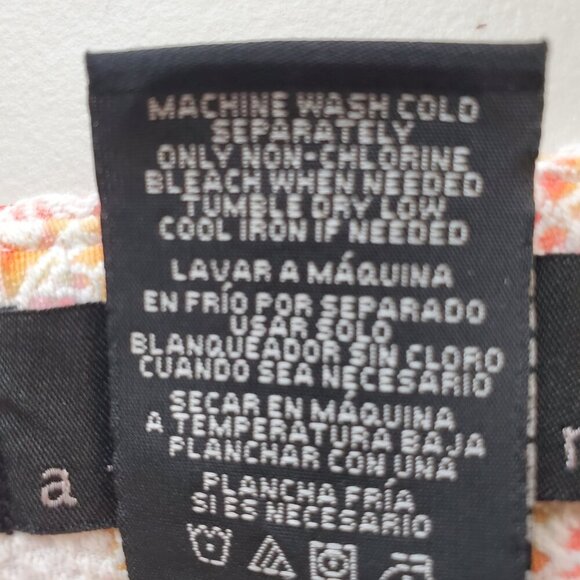 MACHINE WASH COLD
SEPARATELY
ONLY NON-CHLORINE
BLEACH WHEN NEEDED
TUMBLE DRY LOW
COOL IRON IF NEEDED
LAVAR A MÁQUINA
EN FRÍO POR SEPARADO
USAR SOLO
BLANQUEADOR SIN CLORO
CUANDO SEA NECESARIO
SECAR EN MÁQUINA
A TEMPERATURA BAJA
PLANCHAR CON UNA
PLANCHA FRÍA
SI ES NECESARIO
a